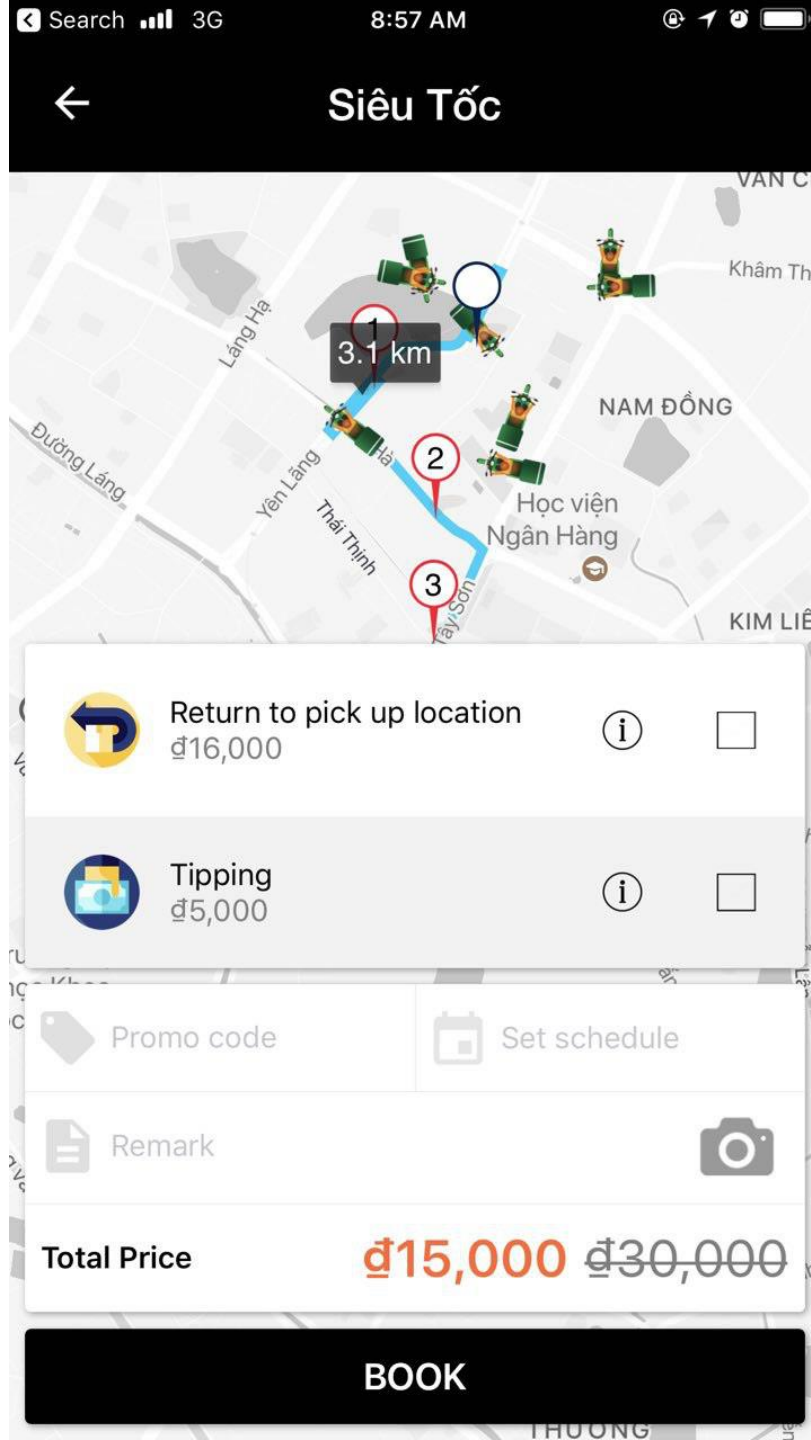 Search 3G 8:57 AM
Siêu Tốc
VĂN C
Khâm Th
Láng Hạ
1
3.1 km
NAM ĐỒNG
Đường Láng
Yên Lãng
Hà
2
Thái Thịnh
Học viện
Ngân Hàng
3
Tây Sơn
KIM LIÊ
Return to pick up location
₫16,000
i
Tipping
₫5,000
i
Promo code
Set schedule
Remark
Total Price ₫15,000 ₫30,000
BOOK